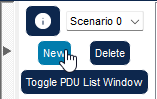 i Scenario 0
New Delete
Toggle PDU List Window